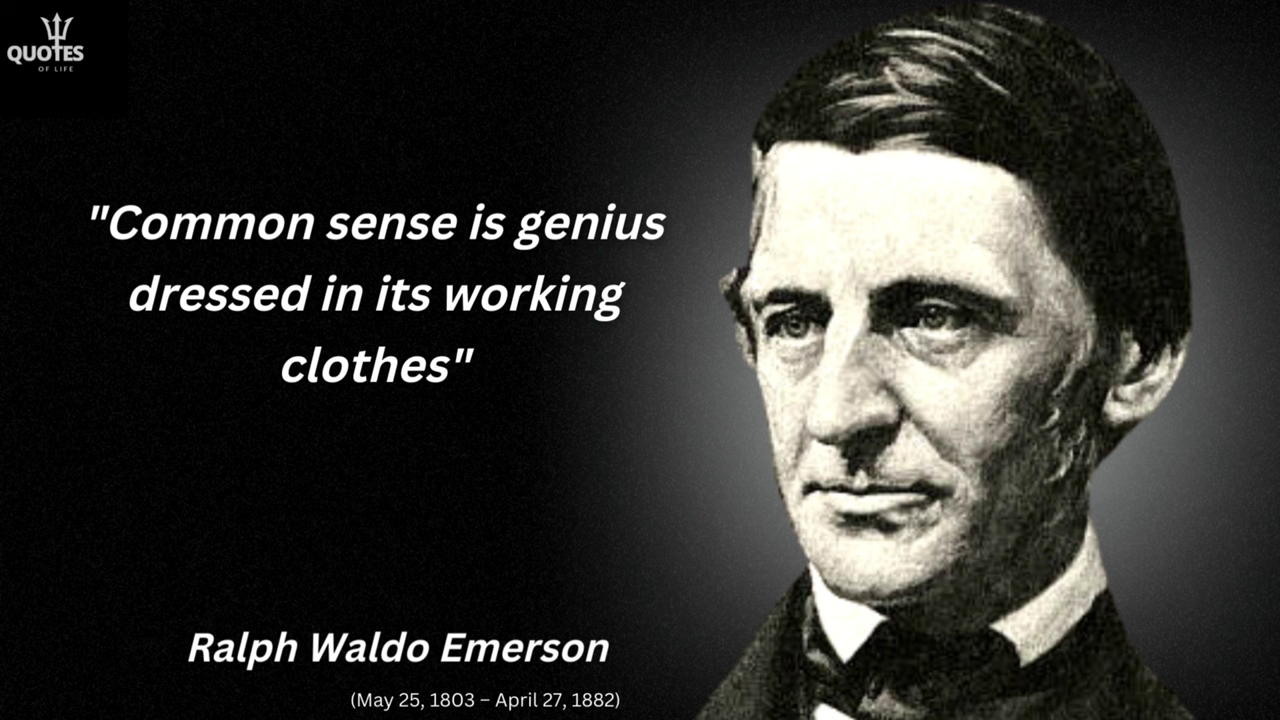 QUOTES
OF LIFE
"Common sense is genius
dressed in its working
clothes"
Ralph Waldo Emerson
(May 25, 1803 – April 27, 1882)